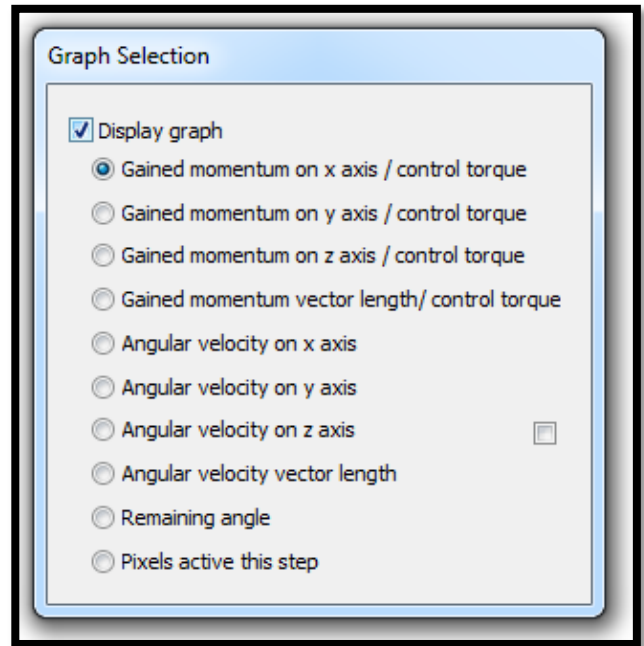 Graph Selection
Display graph
Gained momentum on x axis / control torque
Gained momentum on y axis / control torque
Gained momentum on z axis / control torque
Gained momentum vector length/ control torque
Angular velocity on x axis
Angular velocity on y axis
Angular velocity on z axis
Angular velocity vector length
Remaining angle
Pixels active this step